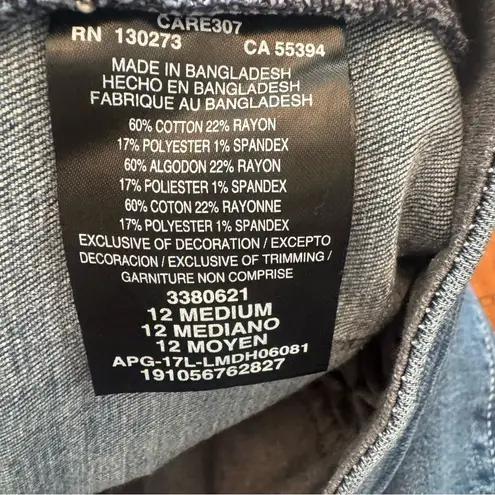 CARE307
RN 130273 CA 55394
MADE IN BANGLADESH
HECHO EN BANGLADESH
FABRIQUE AU BANGLADESH
60% COTTON 22% RAYON
17% POLYESTER 1% SPANDEX
60% ALGODON 22% RAYON
17% POLIESTER 1% SPANDEX
60% COTON 22% RAYONNE
17% POLYESTER 1% SPANDEX
EXCLUSIVE OF DECORATION / EXCEPTO
DECORACION / EXCLUSIVE OF TRIMMING /
GARNITURE NON COMPRISE
3380621
12 MEDIUM
12 MEDIANO
12 MOYEN
APG-17L-LMDH06081
191056762827